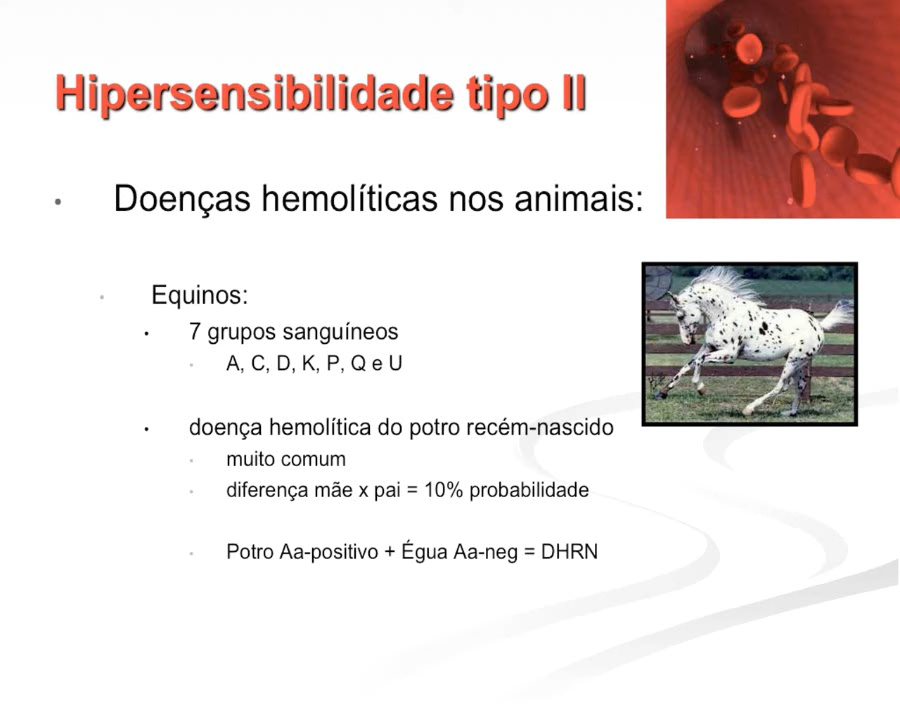 Hipersensibilidade tipo II
• Doenças hemolíticas nos animais:
• Equinos:
• 7 grupos sanguíneos
• A, C, D, K, P, Q e U
• doença hemolítica do potro recém-nascido
• muito comum
• diferença mãe x pai = 10% probabilidade
• Potro Aa-positivo + Égua Aa-neg = DHRN